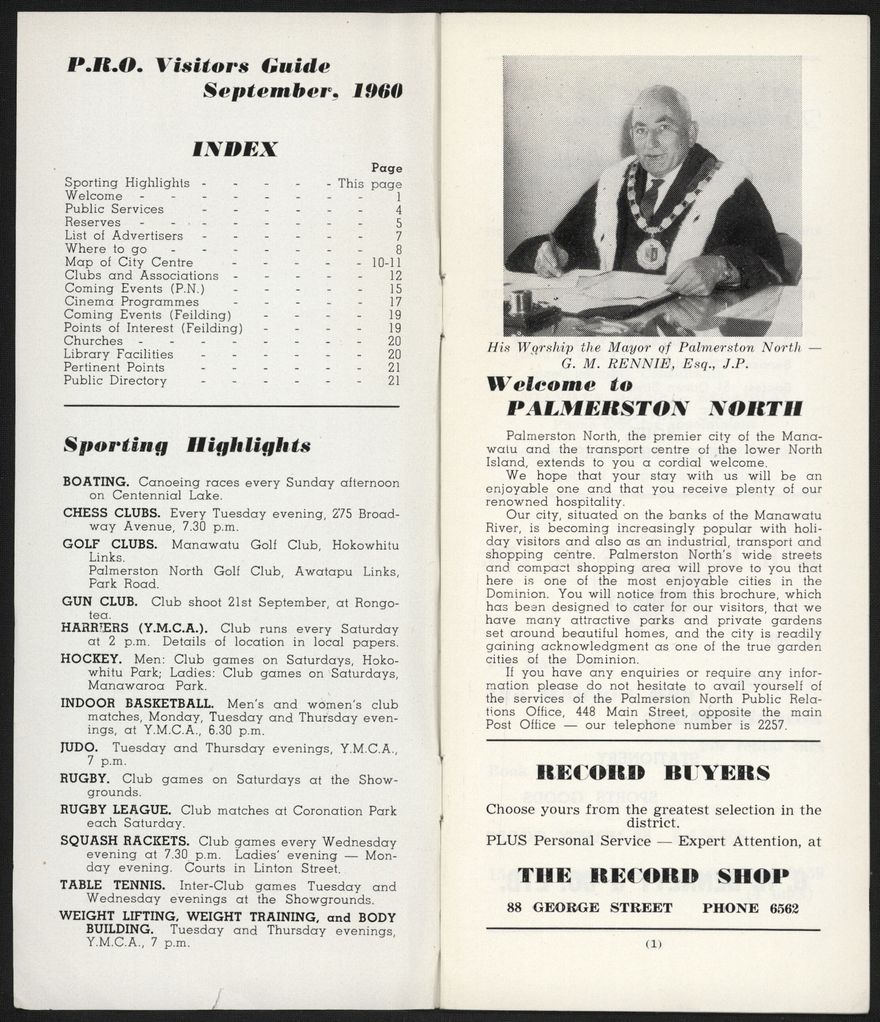 P.R.O. Visitors Guide
September, 1960
INDEX
Page
Sporting Highlights - - - - - This page
Welcome - - - - - - - - 1
Public Services - - - - - - 4
Reserves - - - - - - - - 5
List of Advertisers - - - - - - 7
Where to go - - - - - - - 8
Map of City Centre - - - - - 10-11
Clubs and Associations - - - - - 12
Coming Events (P.N.) - - - - - 15
Cinema Programmes - - - - - - 17
Coming Events (Feilding) - - - - 19
Points of Interest (Feilding) - - - - 19
Churches - - - - - - - - 20
Library Facilities - - - - - - 20
Pertinent Points - - - - - - 21
Public Directory - - - - - - 21
Sporting Highlights
BOATING. Canoeing races every Sunday afternoon
on Centennial Lake.
CHESS CLUBS. Every Tuesday evening, 275 Broad-
way Avenue, 7.30 p.m.
GOLF CLUBS. Manawatu Golf Club, Hokowhitu
Links.
Palmerston North Golf Club, Awatapu Links,
Park Road.
GUN CLUB. Club shoot 21st September, at Rongo-
tea.
HARRIERS (Y.M.C.A.). Club runs every Saturday
at 2 p.m. Details of location in local papers.
HOCKEY. Men: Club games on Saturdays, Hoko-
whitu Park; Ladies: Club games on Saturdays,
Manawaroa Park.
INDOOR BASKETBALL. Men's and women's club
matches, Monday, Tuesday and Thursday even-
ings, at Y.M.C.A., 6.30 p.m.
JUDO. Tuesday and Thursday evenings, Y.M.C.A.,
7 p.m.
RUGBY. Club games on Saturdays at the Show-
grounds.
RUGBY LEAGUE. Club matches at Coronation Park
each Saturday.
SQUASH RACKETS. Club games every Wednesday
evening at 7.30 p.m. Ladies' evening — Mon-
day evening. Courts in Linton Street.
TABLE TENNIS. Inter-Club games Tuesday and
Wednesday evenings at the Showgrounds.
WEIGHT LIFTING, WEIGHT TRAINING, and BODY
BUILDING. Tuesday and Thursday evenings,
Y.M.C.A., 7 p.m.
His Worship the Mayor of Palmerston North —
G. M. RENNIE, Esq., J.P.
Welcome to
PALMERSTON NORTH
Palmerston North, the premier city of the Mana-
watu and the transport centre of the lower North
Island, extends to you a cordial welcome.
We hope that your stay with us will be an
enjoyable one and that you receive plenty of our
renowned hospitality.
Our city, situated on the banks of the Manawatu
River, is becoming increasingly popular with holi-
day visitors and also as an industrial, transport and
shopping centre. Palmerston North's wide streets
and compact shopping area will prove to you that
here is one of the most enjoyable cities in the
Dominion. You will notice from this brochure, which
has been designed to cater for our visitors, that we
have many attractive parks and private gardens
set around beautiful homes, and the city is readily
gaining acknowledgment as one of the true garden
cities of the Dominion.
If you have any enquiries or require any infor-
mation please do not hesitate to avail yourself of
the services of the Palmerston North Public Rela-
tions Office, 448 Main Street, opposite the main
Post Office — our telephone number is 2257.
RECORD BUYERS
Choose yours from the greatest selection in the
district.
PLUS Personal Service — Expert Attention, at
THE RECORD SHOP
88 GEORGE STREET PHONE 6562
(1)